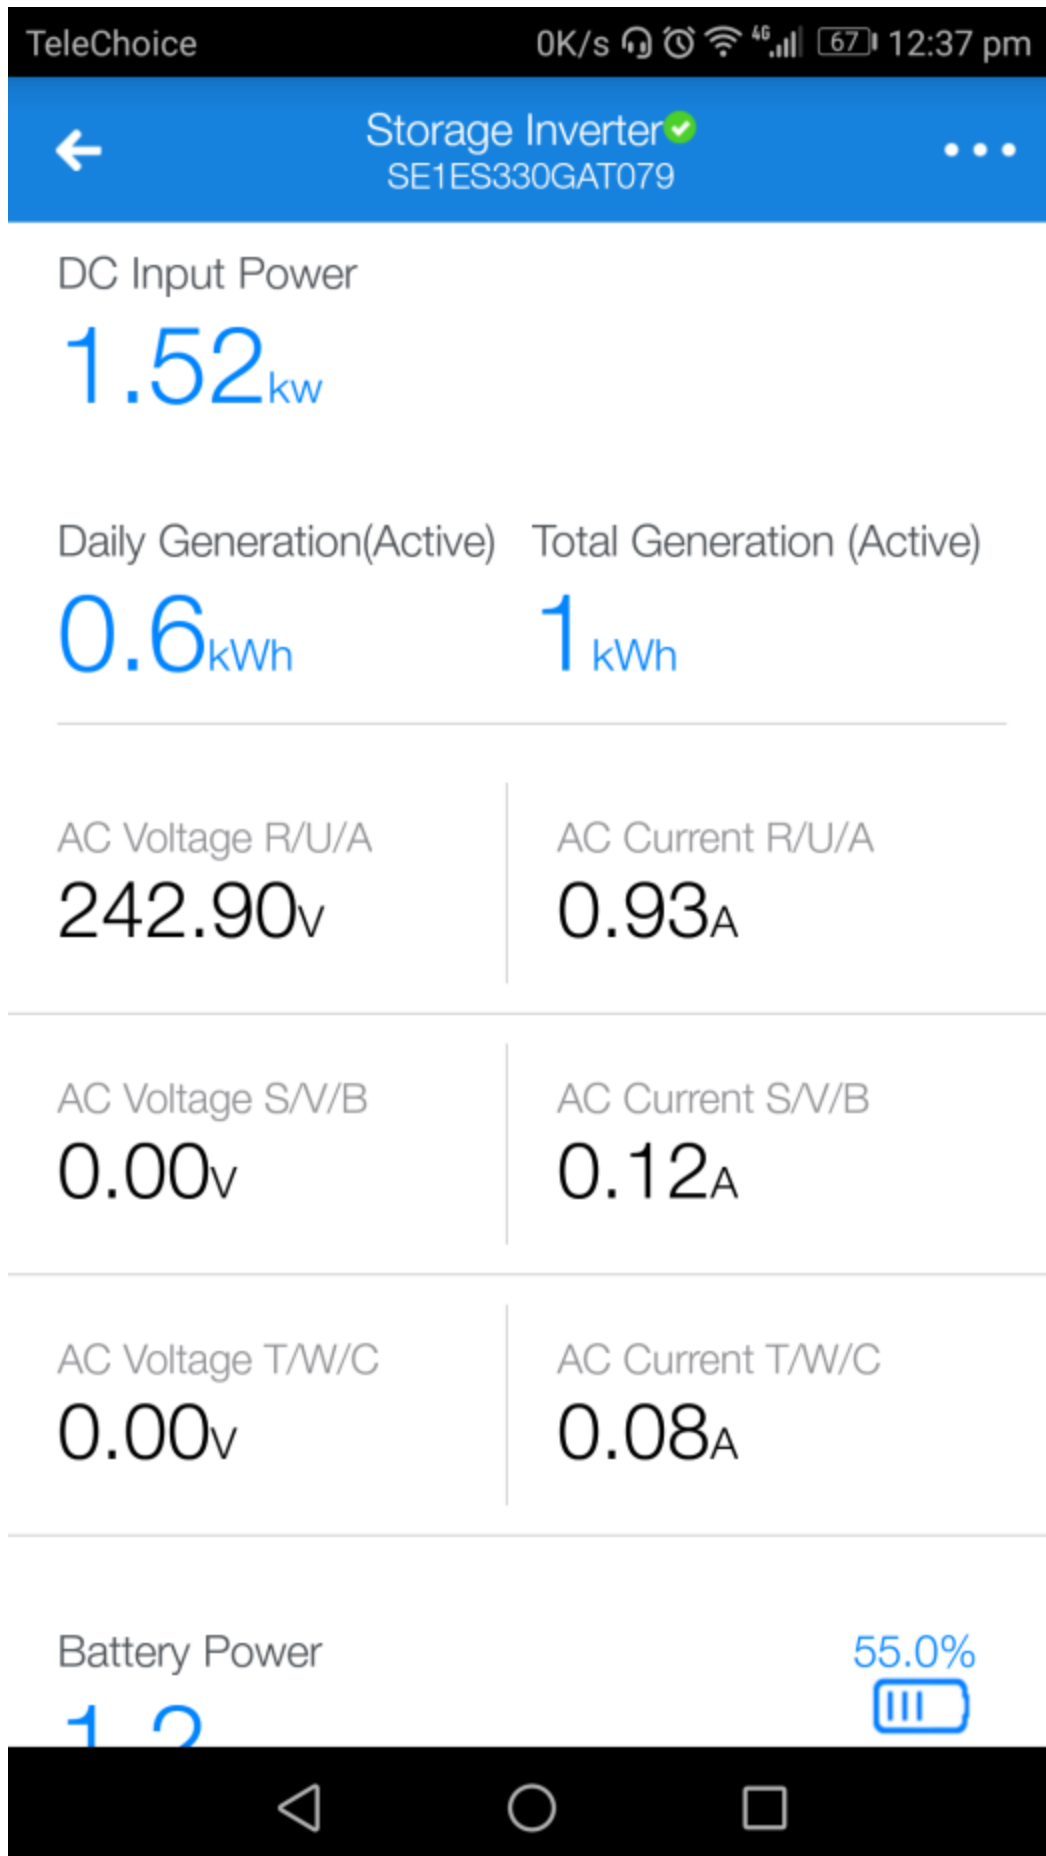 TeleChoice 0K/s 4G 67 12:37 pm
Storage Inverter
SE1ES330GAT079
DC Input Power
1.52kw
Daily Generation(Active) Total Generation (Active)
0.6kWh 1kWh
AC Voltage R/U/A AC Current R/U/A
242.90V 0.93A
AC Voltage S/V/B AC Current S/V/B
0.00V 0.12A
AC Voltage T/W/C AC Current T/W/C
0.00V 0.08A
Battery Power 55.0%